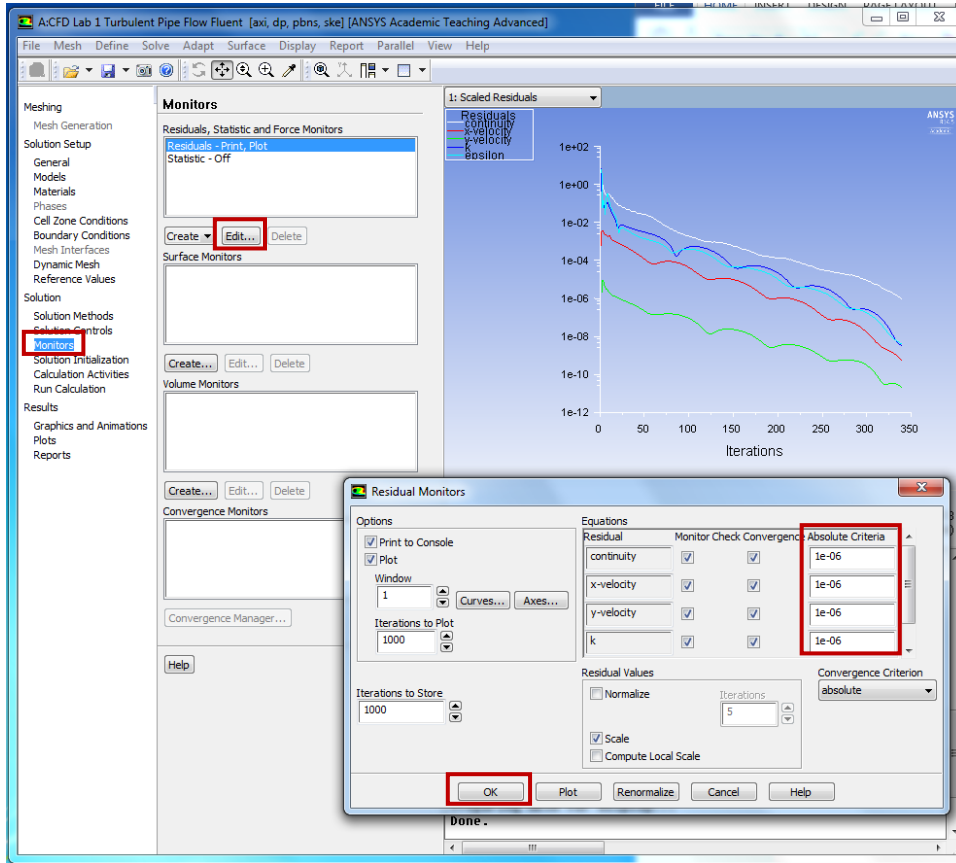 FILE HOME INSERT DESIGN PAGE LAYOUT
A:CFD Lab 1 Turbulent Pipe Flow Fluent [axi, dp, pbns, ske] [ANSYS Academic Teaching Advanced]
File Mesh Define Solve Adapt Surface Display Report Parallel View Help
Meshing
Mesh Generation
Solution Setup
General
Models
Materials
Phases
Cell Zone Conditions
Boundary Conditions
Mesh Interfaces
Dynamic Mesh
Reference Values
Solution
Solution Methods
Solution Controls
Monitors
Solution Initialization
Calculation Activities
Run Calculation
Results
Graphics and Animations
Plots
Reports
Monitors
Residuals, Statistic and Force Monitors
Residuals - Print, Plot
Statistic - Off
Create Edit... Delete
Surface Monitors
Create... Edit... Delete
Volume Monitors
Create... Edit... Delete
Convergence Monitors
Convergence Manager...
Help
1: Scaled Residuals
Residuals
continuity
x-velocity
y-velocity
k
epsilon
ANSYS
1e+02
1e+00
1e-02
1e-04
1e-06
1e-08
1e-10
1e-12
0 50 100 150 200 250 300 350
Iterations
Residual Monitors
Options
Print to Console
Plot
Window
1 Curves... Axes...
Iterations to Plot
1000
Iterations to Store
1000
Equations
Residual Monitor Check Convergence Absolute Criteria
continuity 1e-06
x-velocity 1e-06
y-velocity 1e-06
k 1e-06
Residual Values
Normalize Iterations
5
Scale
Compute Local Scale
Convergence Criterion
absolute
OK Plot Renormalize Cancel Help
Done.